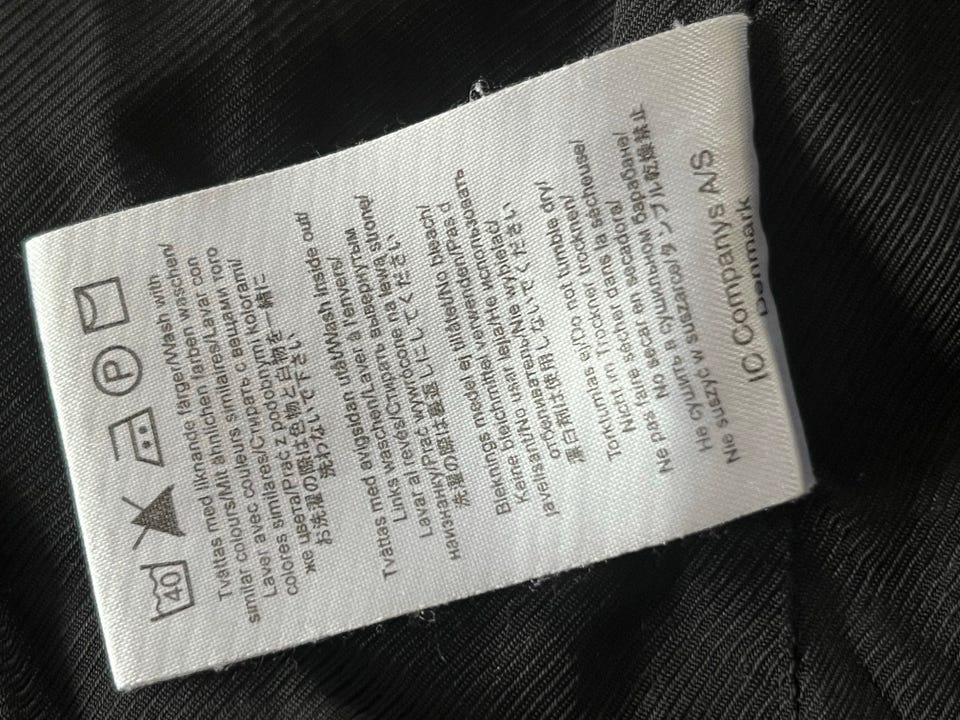 40 P
Tvättas med liknande färger/Wash with
similar colours/Mit ähnlichen farben waschen/
Laver avec couleurs similaires/Lavar con
colores similares/Prać z podobnymi kolorami/
же цвета/Стирать с вещами того
お洗濯の際は色物と白物を一緒に
洗わないで下さい
Tvättas med avigsidan utåt/Wash inside out/
Links waschen/Laver à l'envers/
Lavar al revés/Стирать вывернутым
наизнанку/Prać wywrócone na lewą stronę/
洗濯の際は裏返しにしてください
Beknings medel ej tillåtet/No bleach/
Keine bleichmittel verwenden/Pas d
javelisant/No usar lejía/Не использовать
отбеливатель/Nie wybielać/
漂白剤は使用しないでください
Torktumlas ej/Do not tumble dry/
Nicht im Trockner trocknen/
Ne pas faire sécher dans la sécheuse/
No secar en secadora/
Не сушить в сушильном барабане/
Nie suszyć w suszarce/タンブル乾燥禁止
IC Companys A/S
Denmark